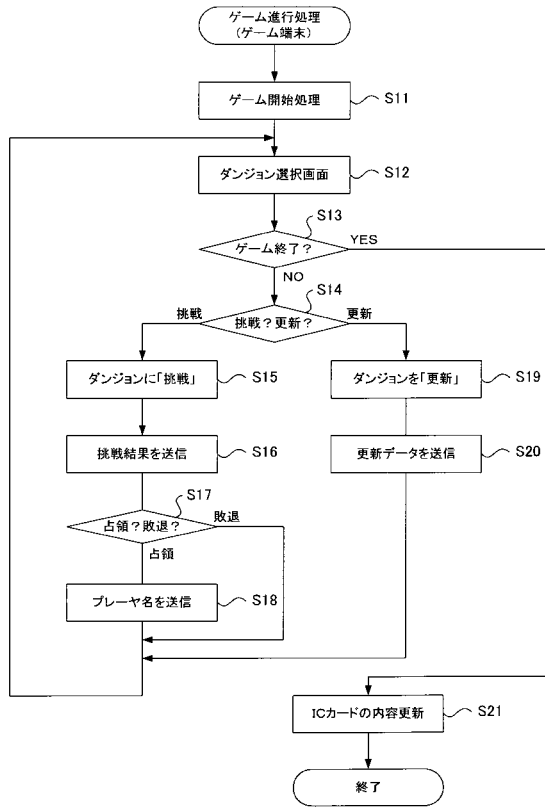 ゲーム進行処理
(ゲーム端末)
ゲーム開始処理
S11
ダンジョン選択画面
S12
S13
ゲーム終了?
YES
NO
S14
挑戦?更新?
挑戦
更新
ダンジョンに「挑戦」
S15
ダンジョンを「更新」
S19
挑戦結果を送信
S16
更新データを送信
S20
S17
占領?敗退?
敗退
占領
プレーヤ名を送信
S18
ICカードの内容更新
S21
終了